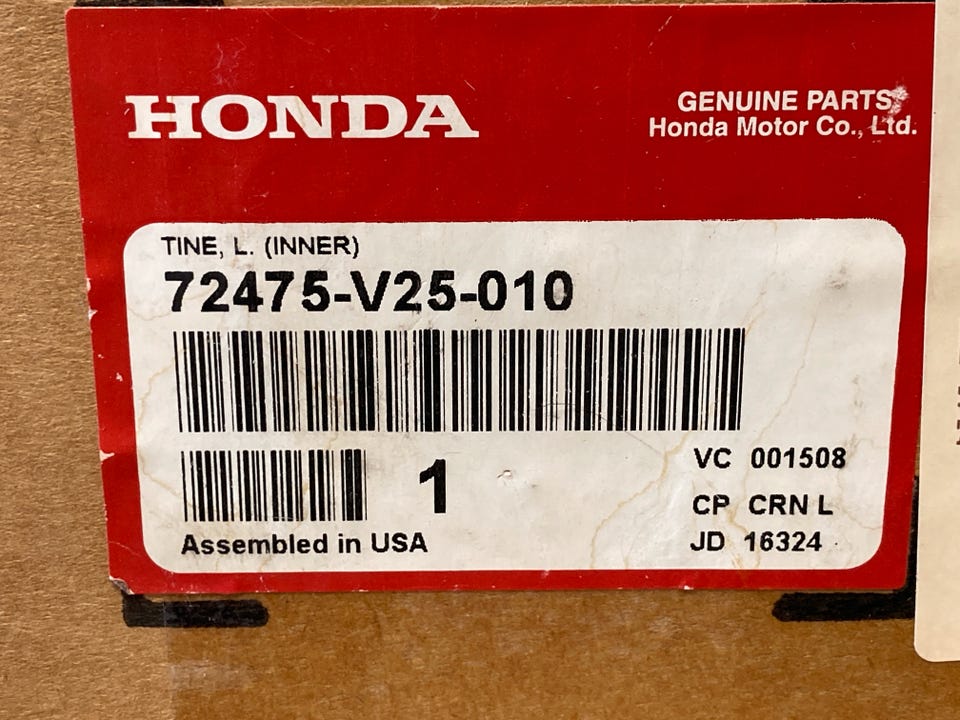 HONDA
GENUINE PARTS
Honda Motor Co., Ltd.
TINE, L. (INNER)
72475-V25-010
1
VC 001508
CP CRN L
JD 16324
Assembled in USA